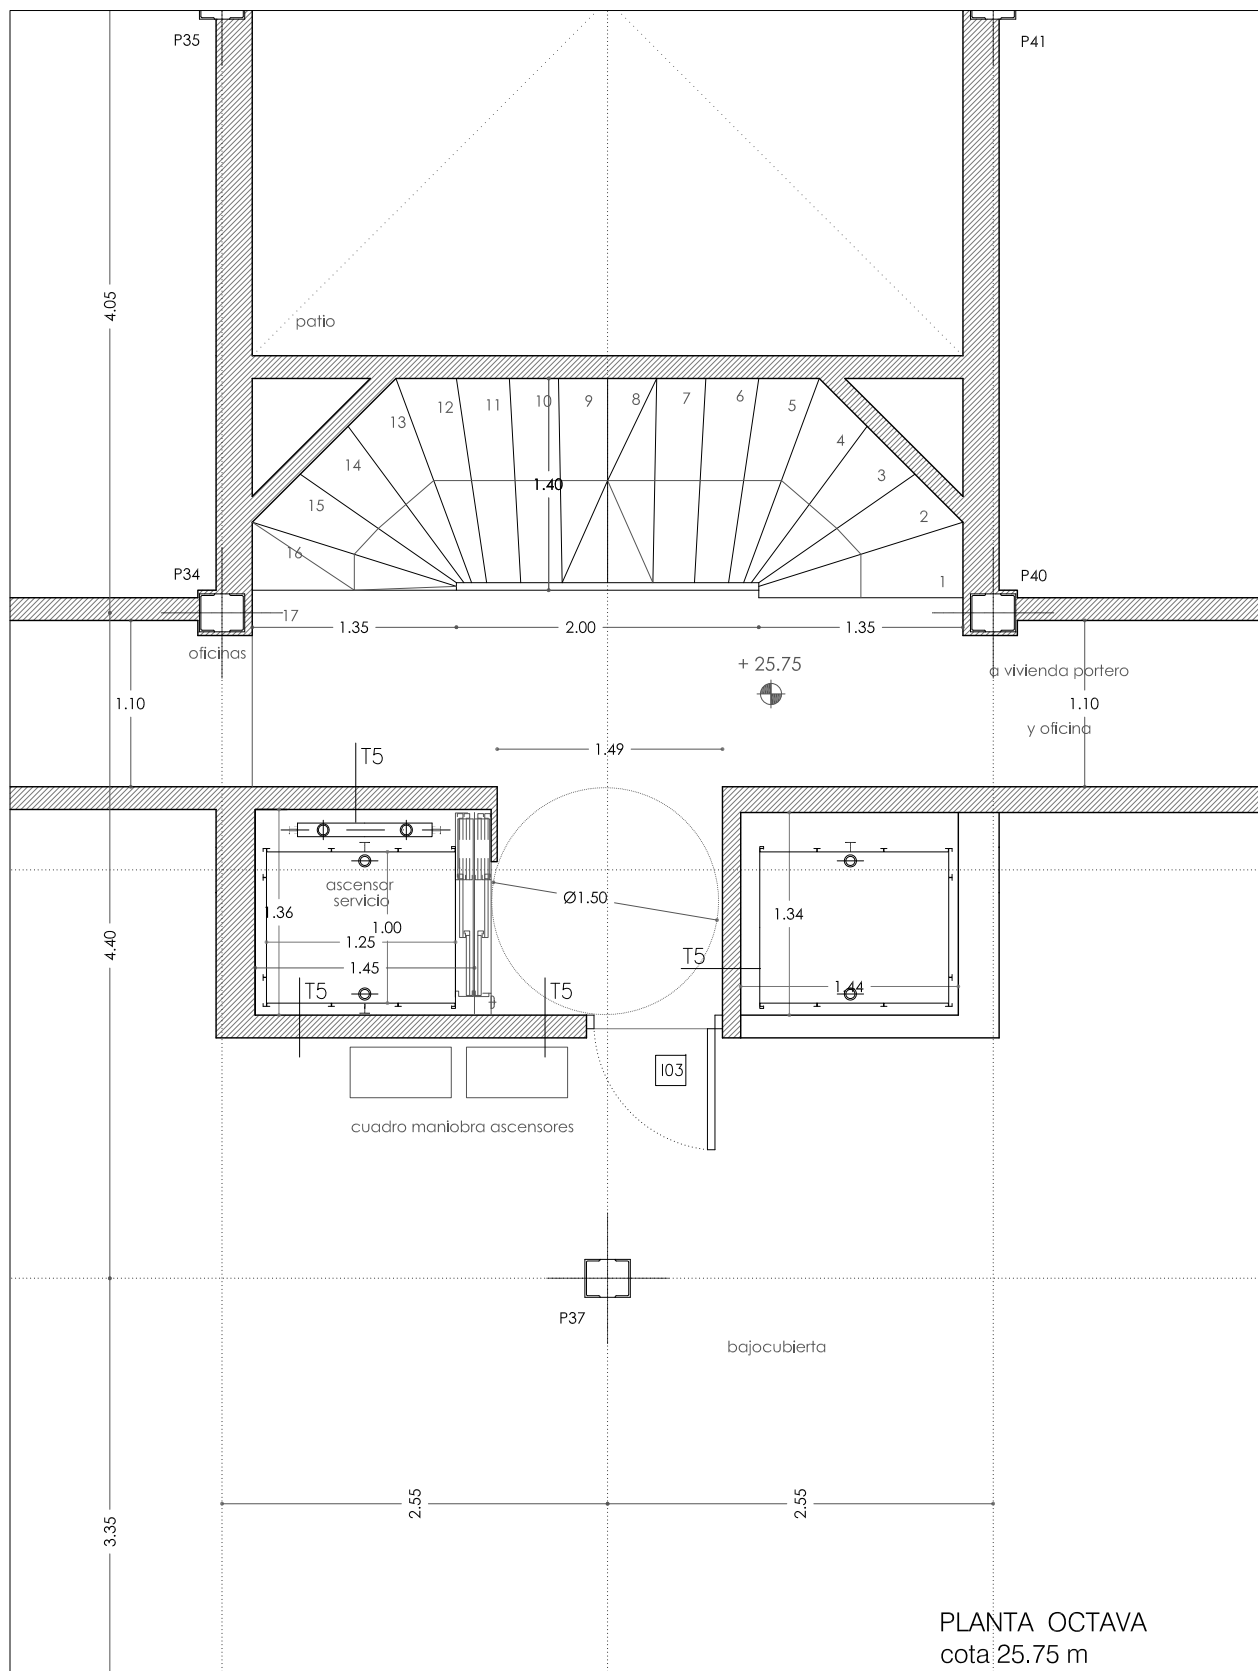 P35
P41
4.05
patio
13
12
11
10
9
8
7
6
5
4
3
2
1
14
15
16
17
1.40
P34
P40
1.35
2.00
1.35
oficinas
+ 25.75
a vivienda portero
y oficina
1.10
1.10
1.49
T5
ascensor
servicio
1.36
1.00
1.25
1.45
Ø1.50
1.34
1.44
4.40
T5
T5
T5
I03
cuadro maniobra ascensores
P37
bajocubierta
2.55
2.55
3.35
PLANTA OCTAVA
cota 25.75 m